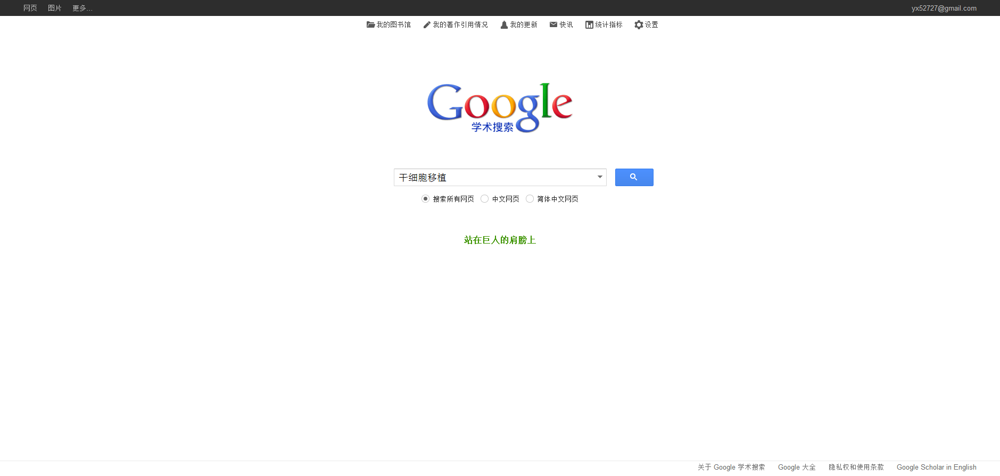 网页 图片 更多... yx52727@gmail.com
我的图书馆 我的著作引用情况 我的更新 快讯 统计指标 设置
Google
学术搜索
干细胞移植
搜索所有网页 中文网页 简体中文网页
站在巨人的肩膀上
关于 Google 学术搜索 Google 大全 隐私权和使用条款 Google Scholar in English